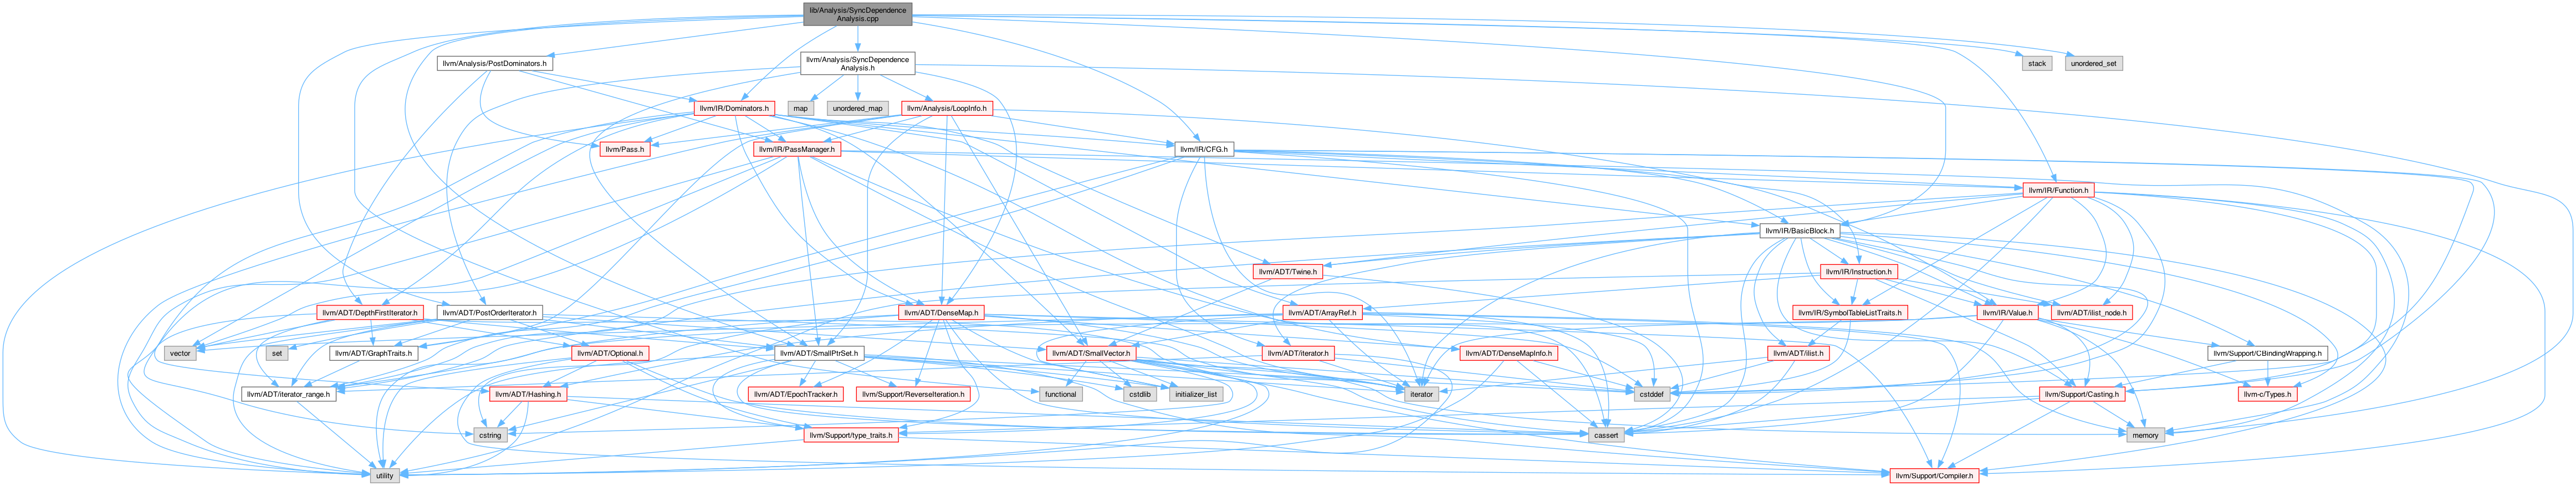 lib/Analysis/SyncDependence
Analysis.cpp
llvm/Analysis/PostDominators.h
llvm/Analysis/SyncDependence
Analysis.h
stack
unordered_set
llvm/IR/Dominators.h
map
unordered_map
llvm/Analysis/LoopInfo.h
llvm/Pass.h
llvm/IR/PassManager.h
llvm/IR/CFG.h
llvm/IR/Function.h
llvm/IR/BasicBlock.h
llvm/ADT/Twine.h
llvm/IR/Instruction.h
llvm/ADT/DepthFirstIterator.h
llvm/ADT/PostOrderIterator.h
llvm/ADT/DenseMap.h
llvm/ADT/ArrayRef.h
llvm/IR/SymbolTableListTraits.h
llvm/IR/Value.h
llvm/ADT/ilist_node.h
vector
set
llvm/ADT/GraphTraits.h
llvm/ADT/Optional.h
llvm/ADT/SmallPtrSet.h
llvm/ADT/SmallVector.h
llvm/ADT/iterator.h
llvm/ADT/DenseMapInfo.h
llvm/ADT/ilist.h
llvm/Support/CBindingWrapping.h
llvm/ADT/iterator_range.h
llvm/ADT/Hashing.h
llvm/ADT/EpochTracker.h
llvm/Support/ReverseIteration.h
functional
cstdlib
initializer_list
iterator
cstddef
llvm/Support/Casting.h
llvm-c/Types.h
cstring
llvm/Support/type_traits.h
cassert
memory
utility
llvm/Support/Compiler.h